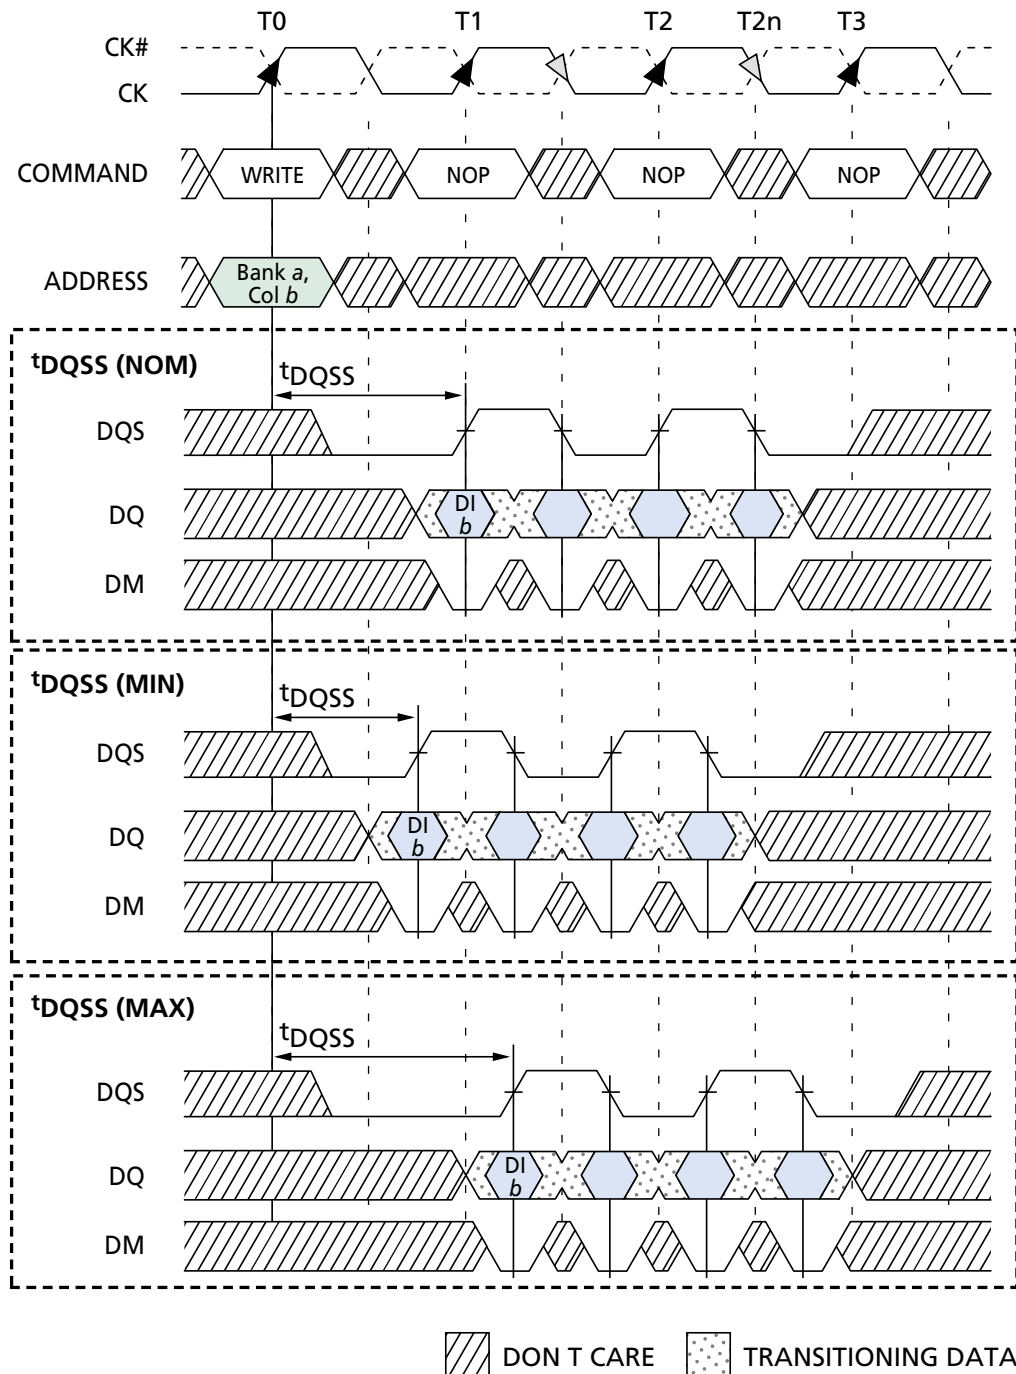 T0 T1 T2 T2n T3
CK#
CK
COMMAND WRITE NOP NOP NOP
ADDRESS Bank a,
Col b
tDQSS (NOM)
tDQSS
DQS
DQ DI
b
DM
tDQSS (MIN)
tDQSS
DQS
DQ DI
b
DM
tDQSS (MAX)
tDQSS
DQS
DQ DI
b
DM
DON T CARE TRANSITIONING DATA